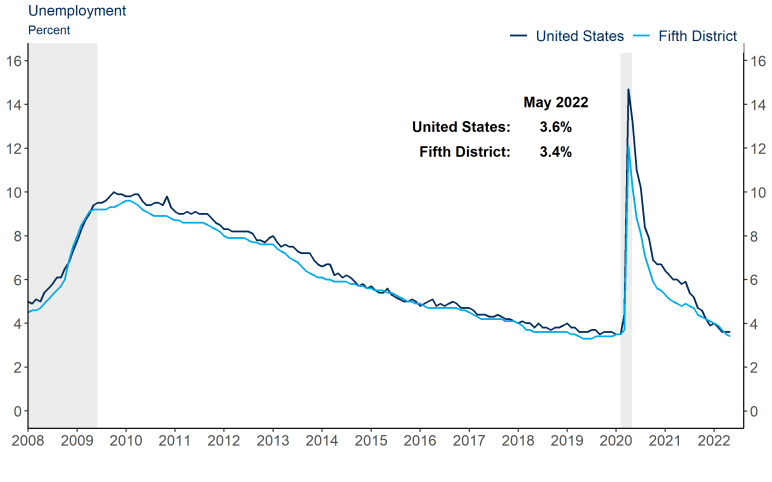 Unemployment
Percent
United States Fifth District
May 2022
United States: 3.6%
Fifth District: 3.4%
16 16
14 14
12 12
10 10
8 8
6 6
4 4
2 2
0 0
2008 2009 2010 2011 2012 2013 2014 2015 2016 2017 2018 2019 2020 2021 2022